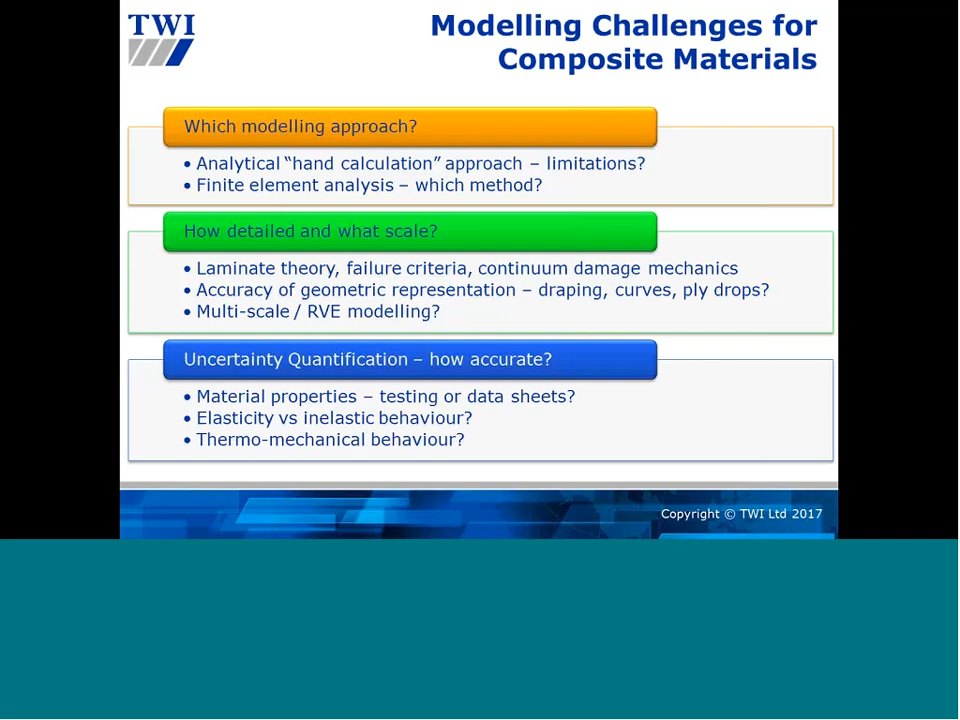 TWI
Modelling Challenges for
Composite Materials
Which modelling approach?
• Analytical “hand calculation” approach – limitations?
• Finite element analysis – which method?
How detailed and what scale?
• Laminate theory, failure criteria, continuum damage mechanics
• Accuracy of geometric representation – draping, curves, ply drops?
• Multi-scale / RVE modelling?
Uncertainty Quantification – how accurate?
• Material properties – testing or data sheets?
• Elasticity vs inelastic behaviour?
• Thermo-mechanical behaviour?
Copyright © TWI Ltd 2017